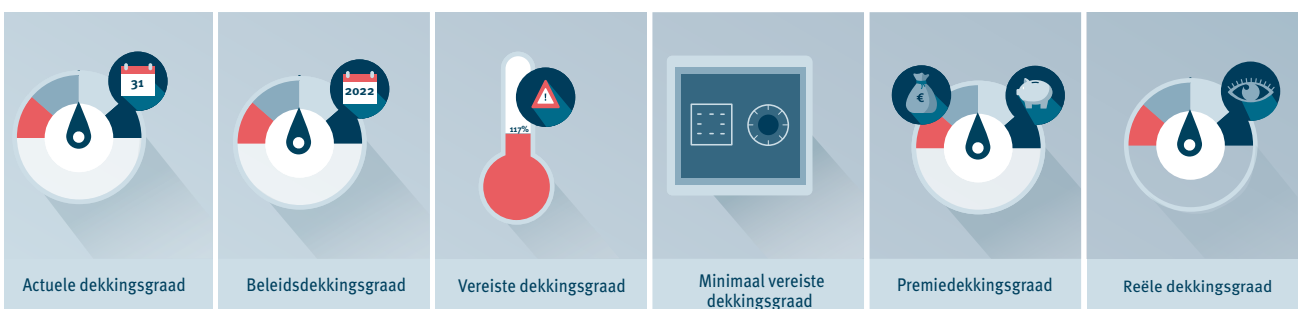 31
2022
117%
!
€
Actuele dekkingsgraad
Beleidsdekkingsgraad
Vereiste dekkingsgraad
Minimaal vereiste
dekkingsgraad
Premiedekkingsgraad
Reële dekkingsgraad